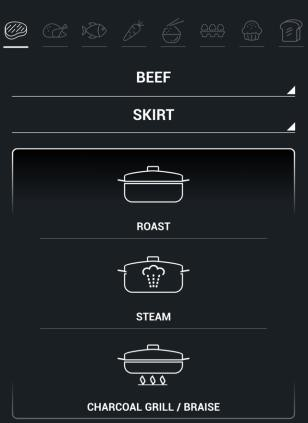 BEEF
SKIRT
ROAST
STEAM
CHARCOAL GRILL / BRAISE